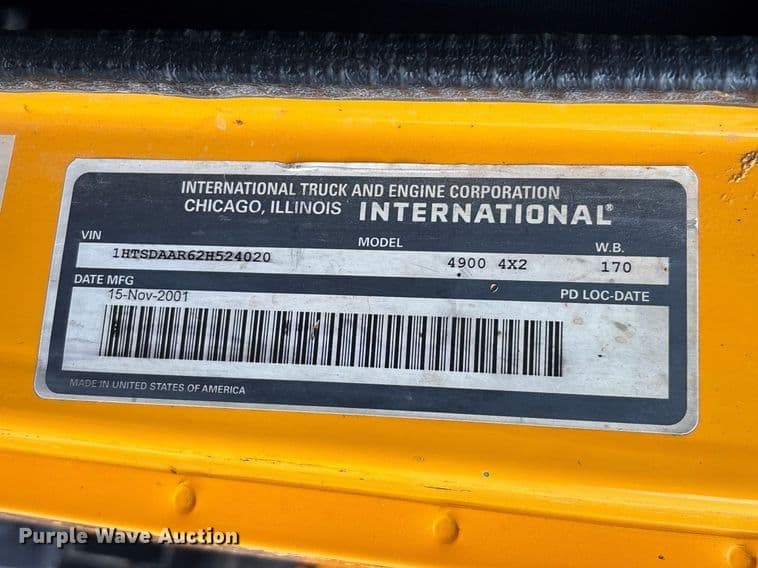 INTERNATIONAL TRUCK AND ENGINE CORPORATION
CHICAGO, ILLINOIS INTERNATIONAL®
VIN MODEL W.B.
1HTSDAAR62H524020 4900 4X2 170
DATE MFG PD LOC-DATE
15-Nov-2001
MADE IN UNITED STATES OF AMERICA
Purple Wave Auction